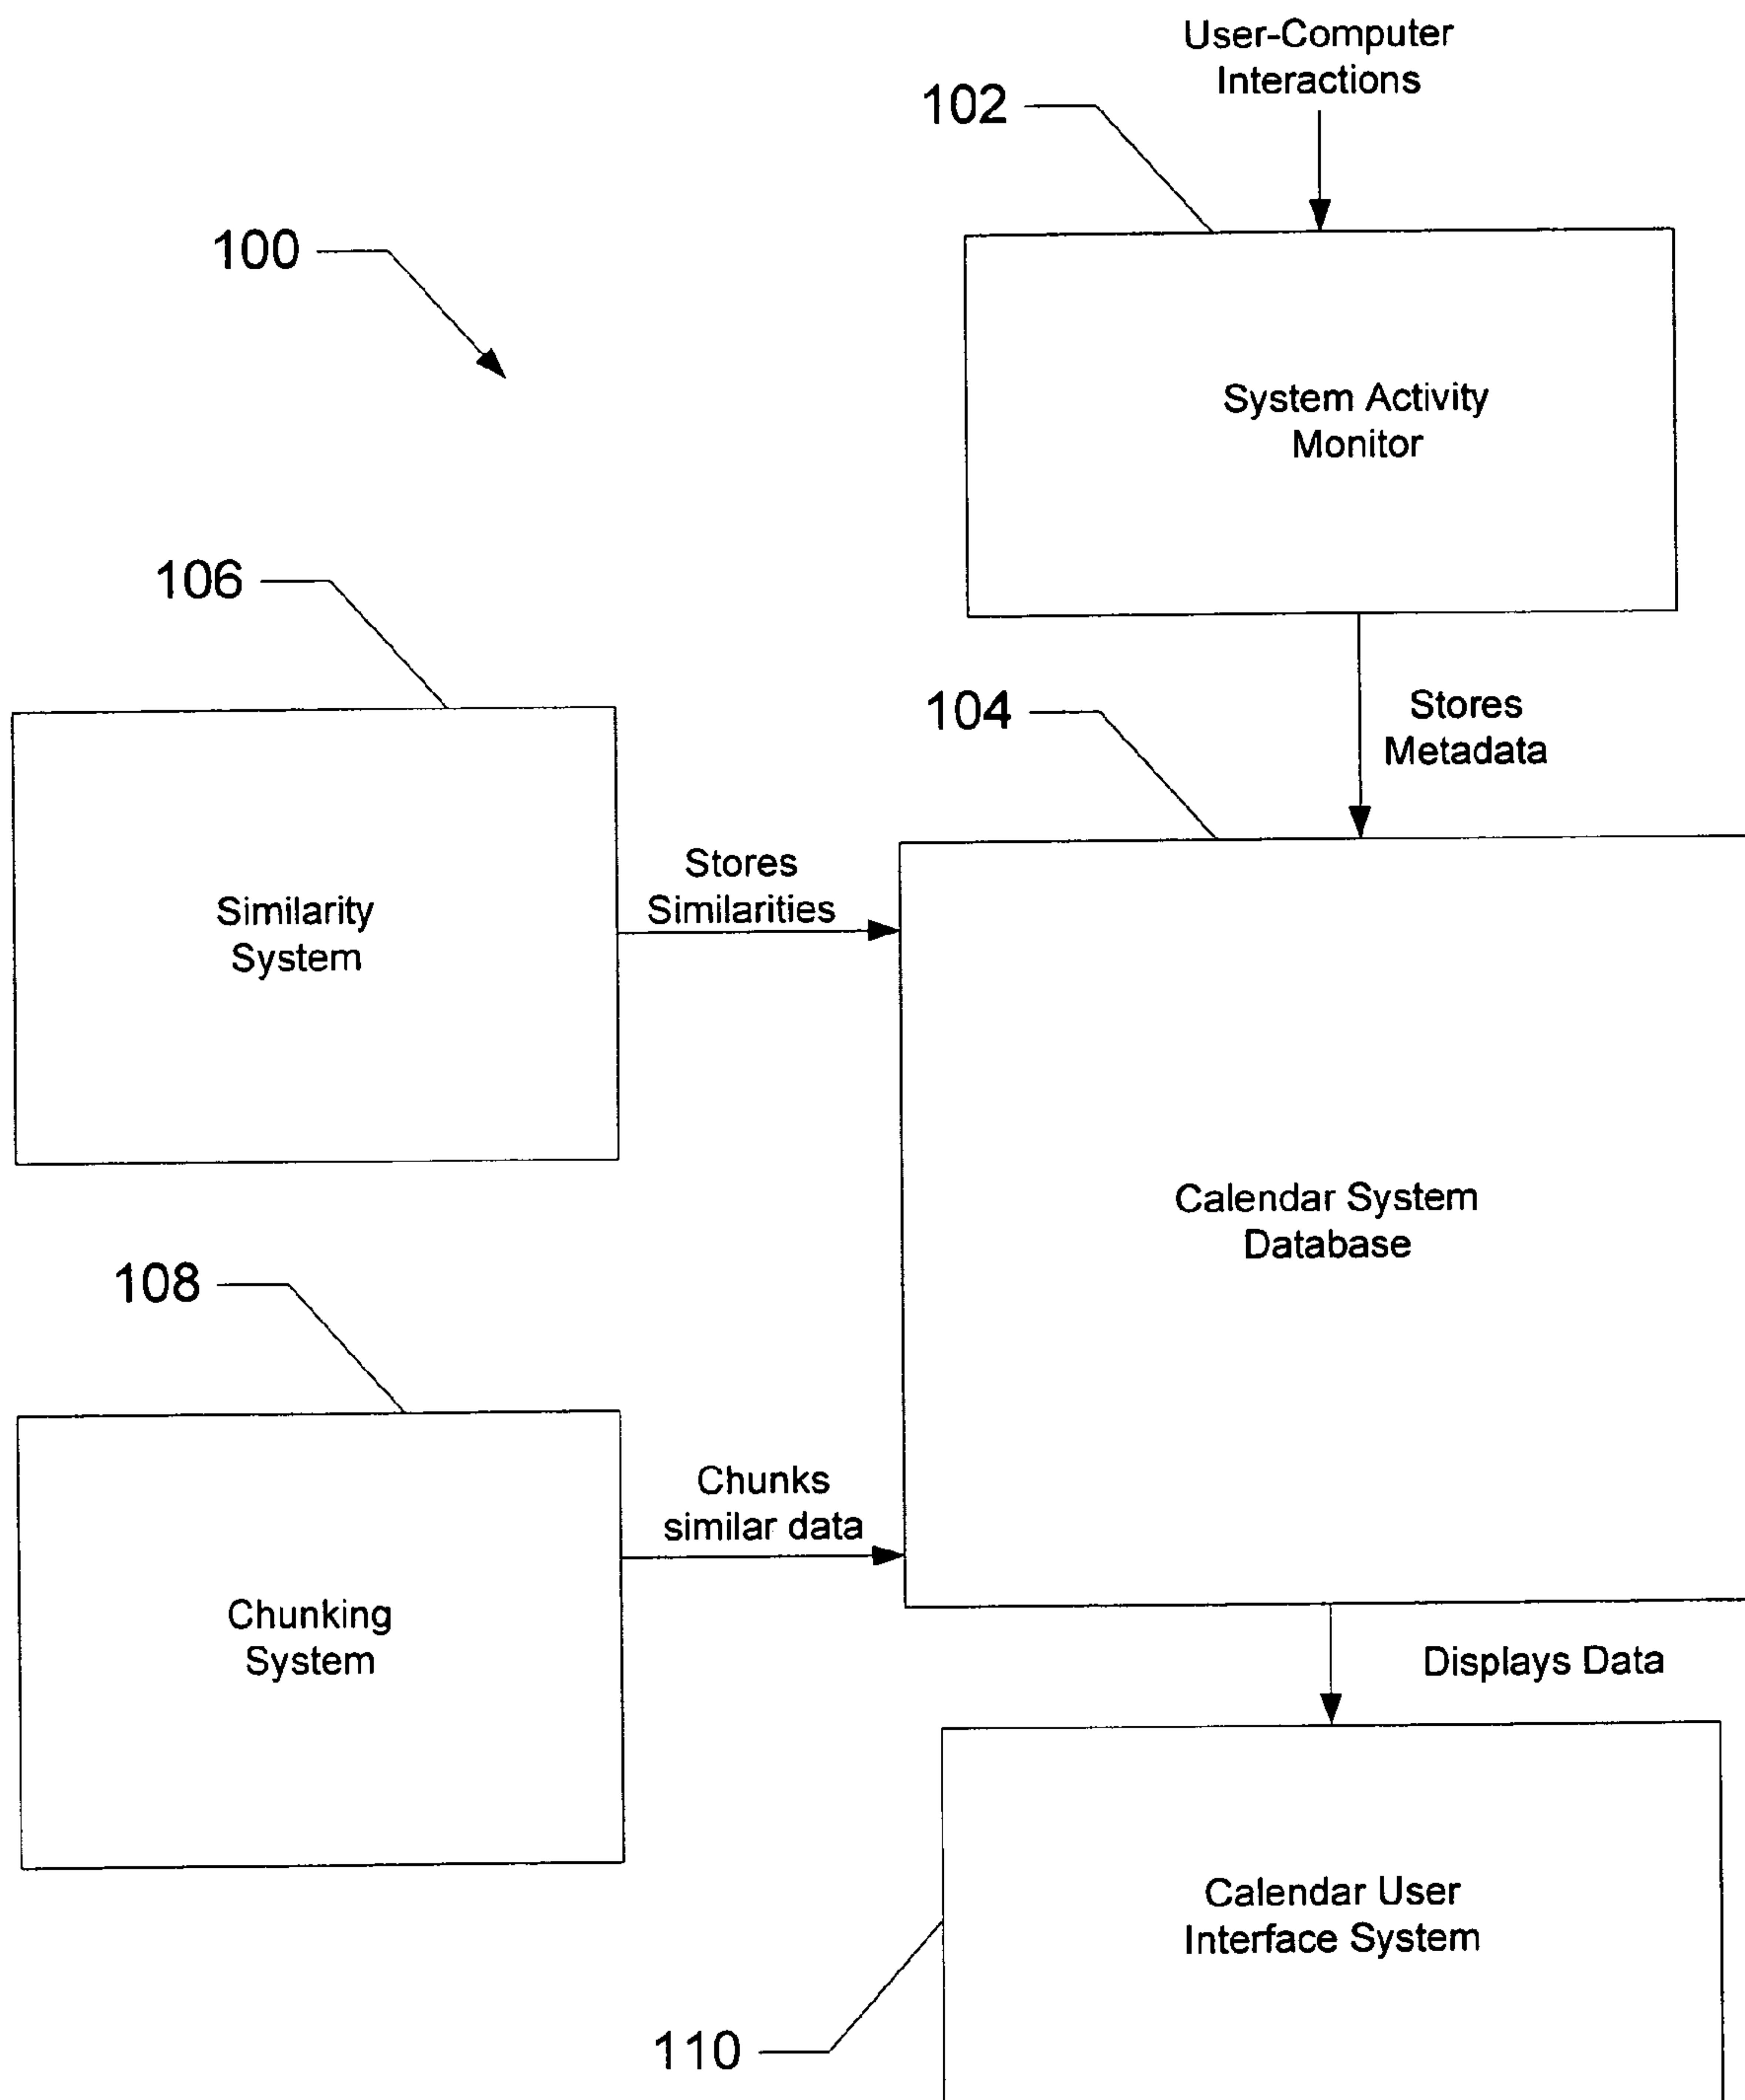 User-Computer
Interactions
102
100
System Activity
Monitor
106
104
Stores
Metadata
Stores
Similarities
Similarity
System
Calendar System
Database
108
Chunks
similar data
Chunking
System
Displays Data
Calendar User
Interface System
110